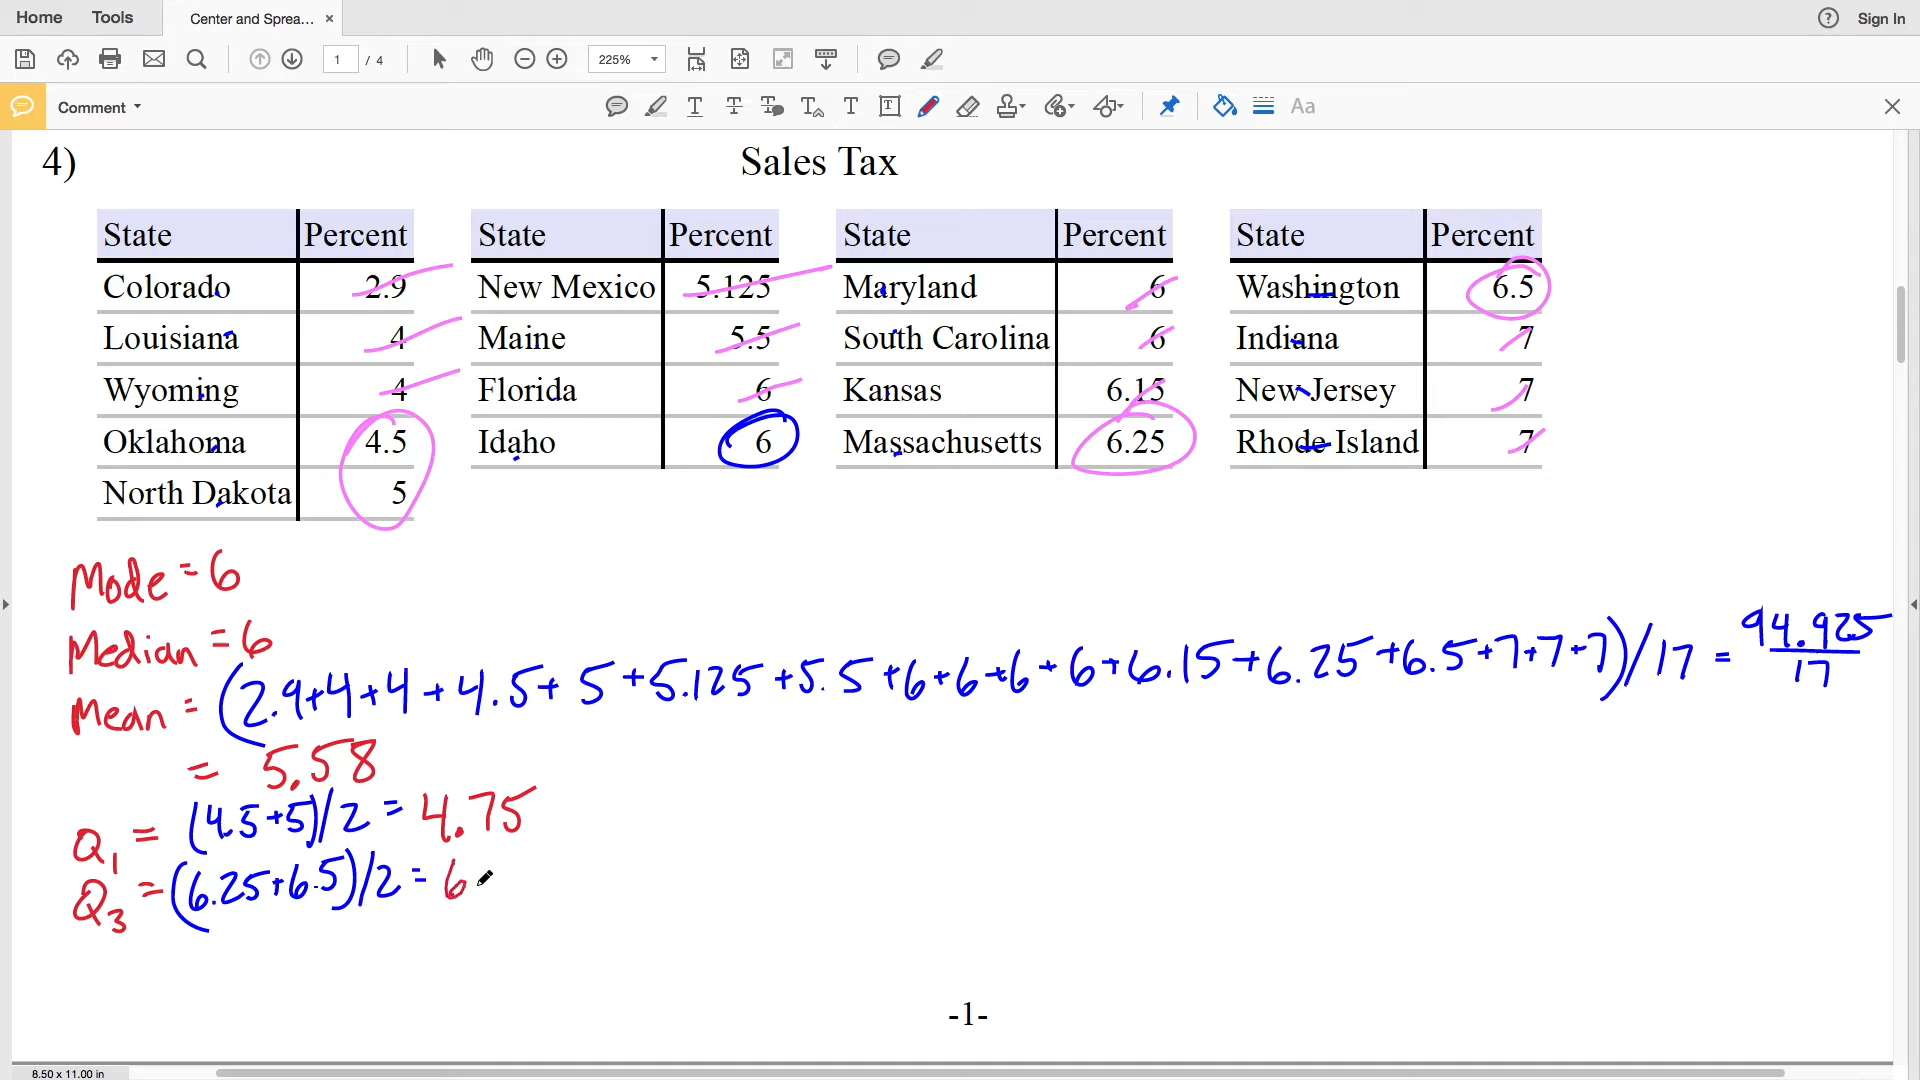 Home Tools Center and Sprea... × Sign In
1 / 4 225%
Comment Aa
4) Sales Tax
State Percent State Percent State Percent State Percent
Colorado 2.9 New Mexico 5.125 Maryland 6 Washington 6.5
Louisiana 4 Maine 5.5 South Carolina 6 Indiana 7
Wyoming 4 Florida 6 Kansas 6.15 New Jersey 7
Oklahoma 4.5 Idaho 6 Massachusetts 6.25 Rhode Island 7
North Dakota 5
Mode = 6
Median = 6
Mean = (2.9+4+4+4.5+5+5.125+5.5+6+6+6+6+6.15+6.25+6.5+7+7+7)/17 = 94.925/17
= 5.58
Q1 = (4.5+5)/2 = 4.75
Q3 = (6.25+6.5)/2 = 6
-1-
8.50 x 11.00 in